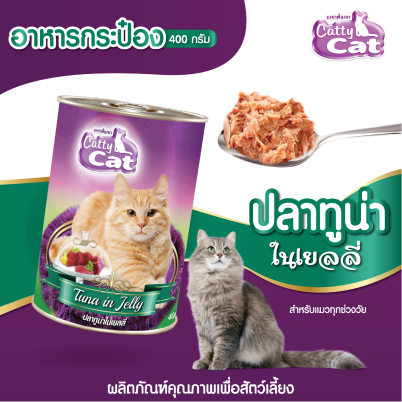 อาหารกระป๋อง 400 กรัม
แคทตี้แคท
Catty
Cat
แคทตี้แคท
Catty
Cat
ปลาทูน่า
ในเยลลี่
Tuna in Jelly
ปลาทูน่าในเยลลี่
สำหรับแมวทุกช่วงวัย
ผลิตภัณฑ์คุณภาพเพื่อสัตว์เลี้ยง